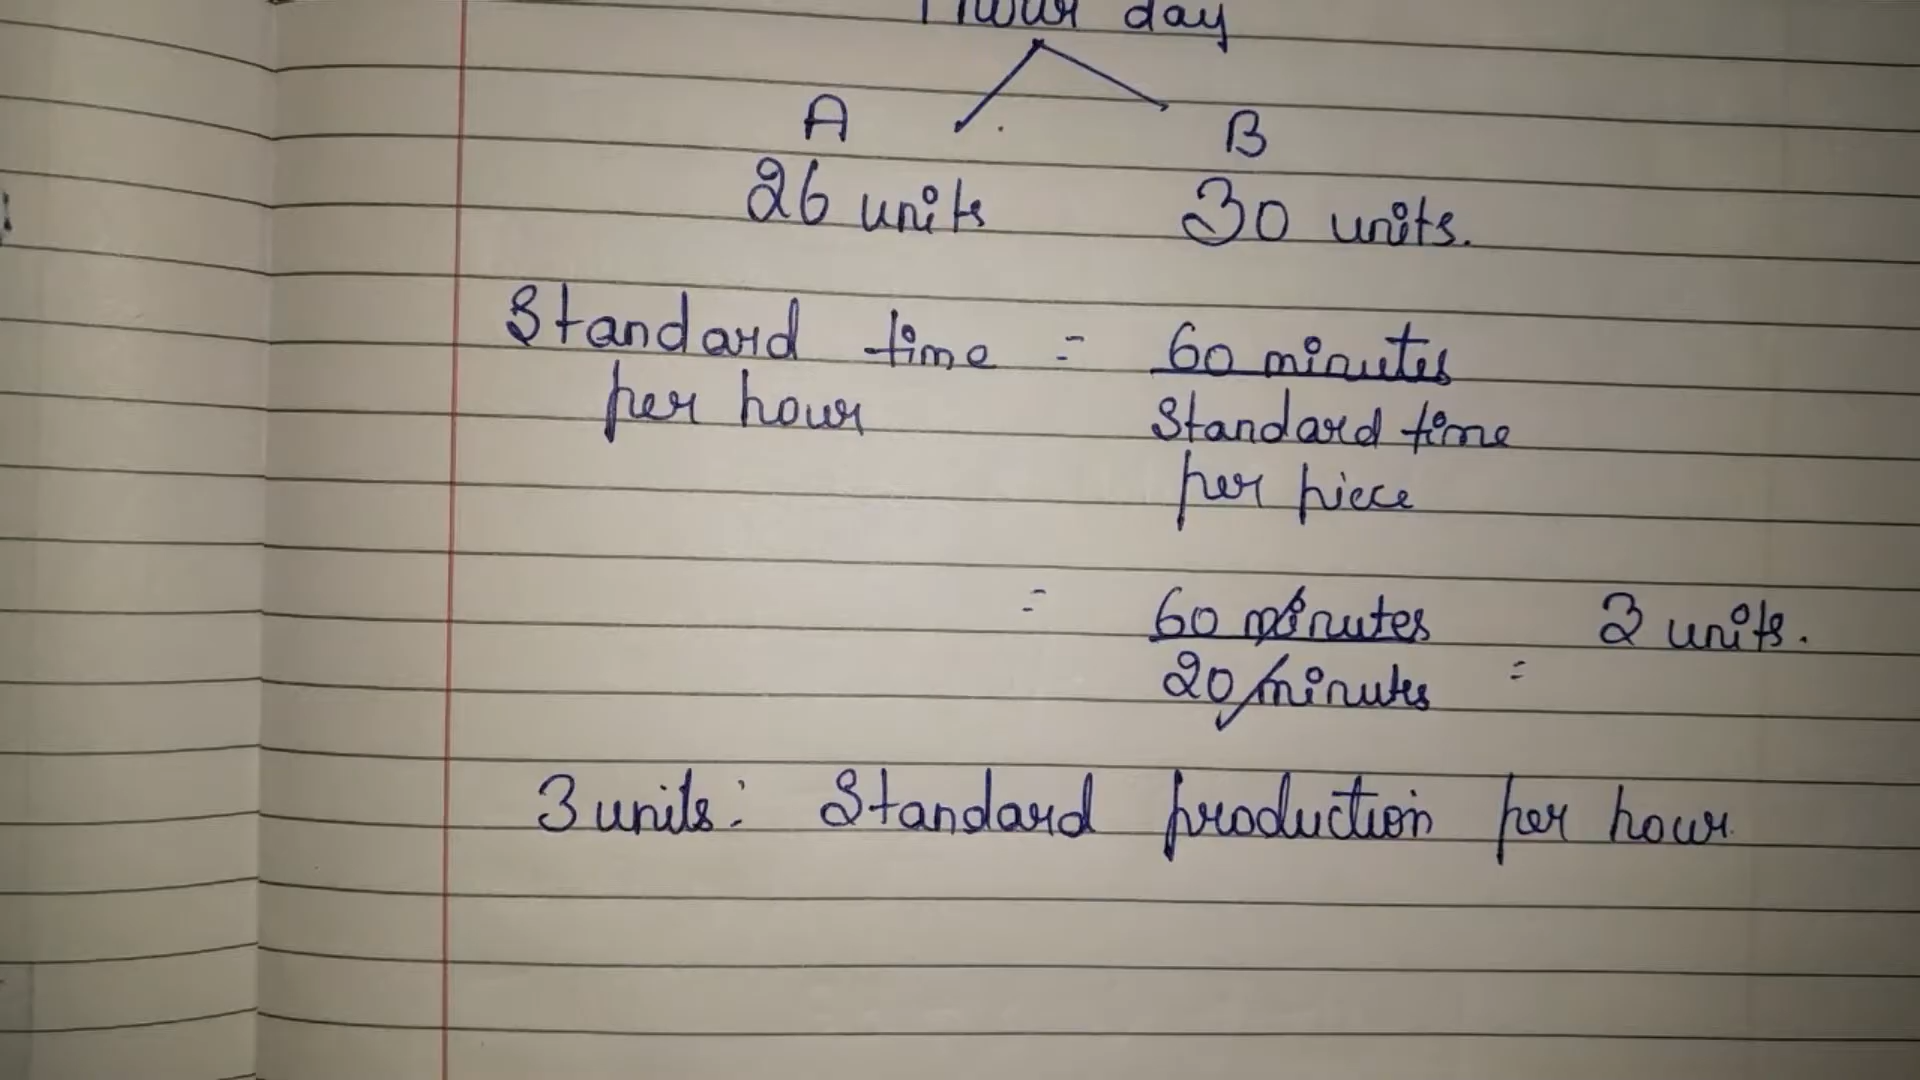 hour day
A B
26 units 30 units.
Standard time = 60 minutes
per hour Standard time
per piece
= 60 minutes = 3 units.
20 minutes
3 units: Standard production per hour